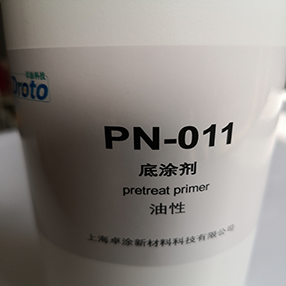 Droto
PN-011
底涂剂
pretreat primer
油性
上海卓涂新材料科技有限公司